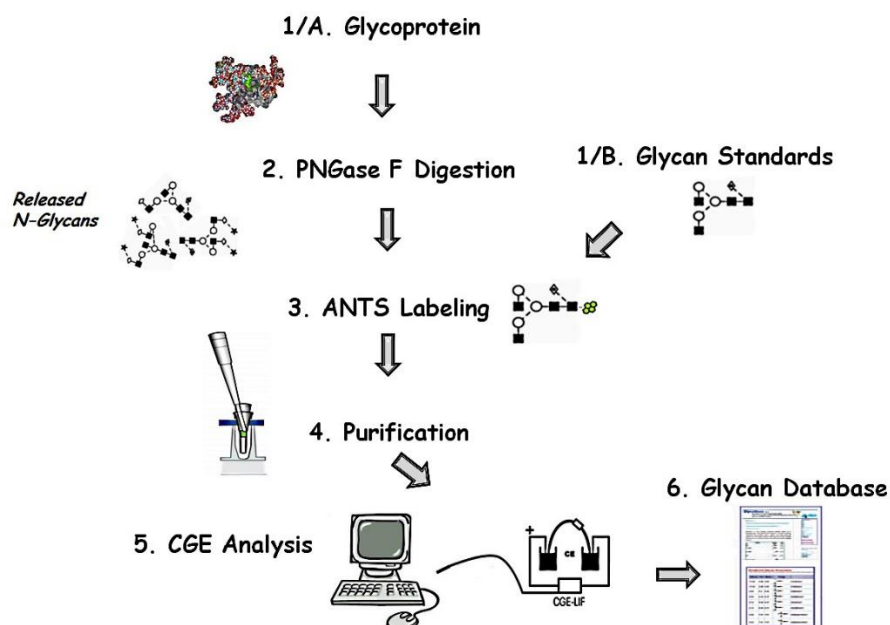 1/A. Glycoprotein
2. PNGase F Digestion
1/B. Glycan Standards
Released
N-Glycans
3. ANTS Labeling
4. Purification
5. CGE Analysis
+
CE
CGE-LIF
6. Glycan Database